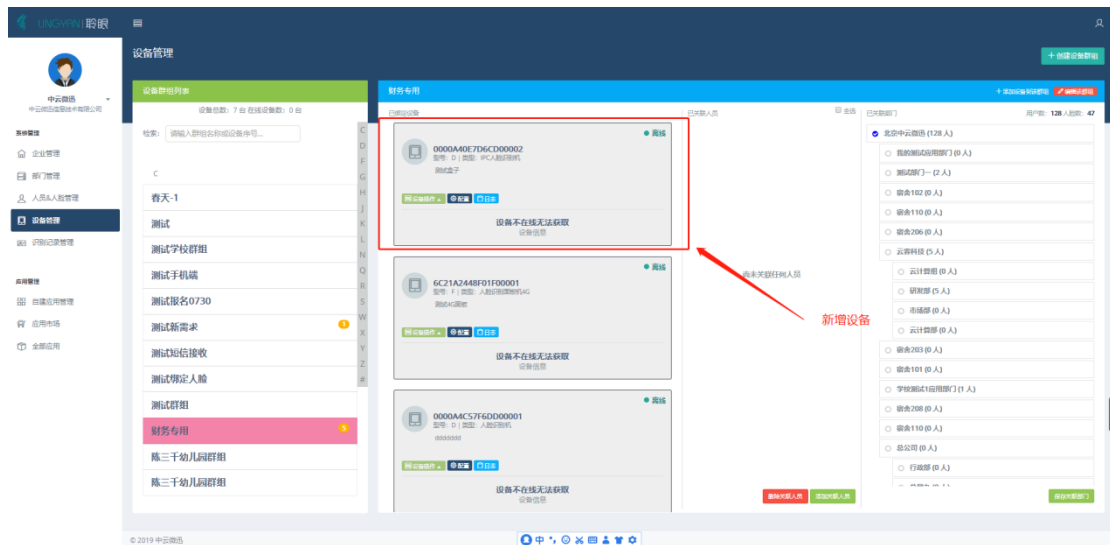 LINGYAN 聆眼
设备管理
+ 创建设备群组
中云微迅
中云微迅信息技术有限公司
系统管理
企业管理
部门管理
人员&人脸管理
设备管理
识别记录管理
应用管理
自建应用管理
应用市场
全部应用
设备群组列表
设备总数：7 台 在线设备数：0 台
检索： 请输入群组名称或设备序号...
C
春天-1
测试
测试学校群组
测试手机端
测试报名0730
测试新需求 1
测试短信接收
测试绑定人脸
测试群组
财务专用 5
陈三千幼儿园群组
陈三千幼儿园群组
C
D
F
G
H
J
K
L
N
Q
R
S
W
X
Y
Z
#
财务专用
+ 添加设备到该群组 编辑该群组
已绑定设备
离线
0000A40E7D6CD00002
型号：D | 类型：IPC人脸识别机
测试盒子
设备操作 配置 日志
设备不在线无法获取
设备信息
离线
6C21A2448F01F00001
型号：F | 类型：人脸识别面板机4G
测试4G面板
设备操作 配置 日志
设备不在线无法获取
设备信息
离线
0000A4C57F6DD00001
型号：D | 类型：人脸识别机
ddddddd
设备操作 配置 日志
设备不在线无法获取
设备信息
已关联人员 全选
尚未关联任何人员
新增设备
删除关联人员 添加关联人员
已关联部门 用户数：128 人脸数：47
北京中云微迅 (128 人)
我的测试应用部门 (0 人)
测试部门一 (2 人)
宿舍102 (0 人)
宿舍110 (0 人)
宿舍206 (0 人)
云客科技 (5 人)
云计算组 (0 人)
研发部 (5 人)
市场部 (0 人)
云计算部 (0 人)
宿舍203 (0 人)
宿舍101 (0 人)
学校测试1应用部门 (1 人)
宿舍208 (0 人)
宿舍110 (0 人)
总公司 (0 人)
行政部 (0 人)
保存关联部门
© 2019 中云微迅
中